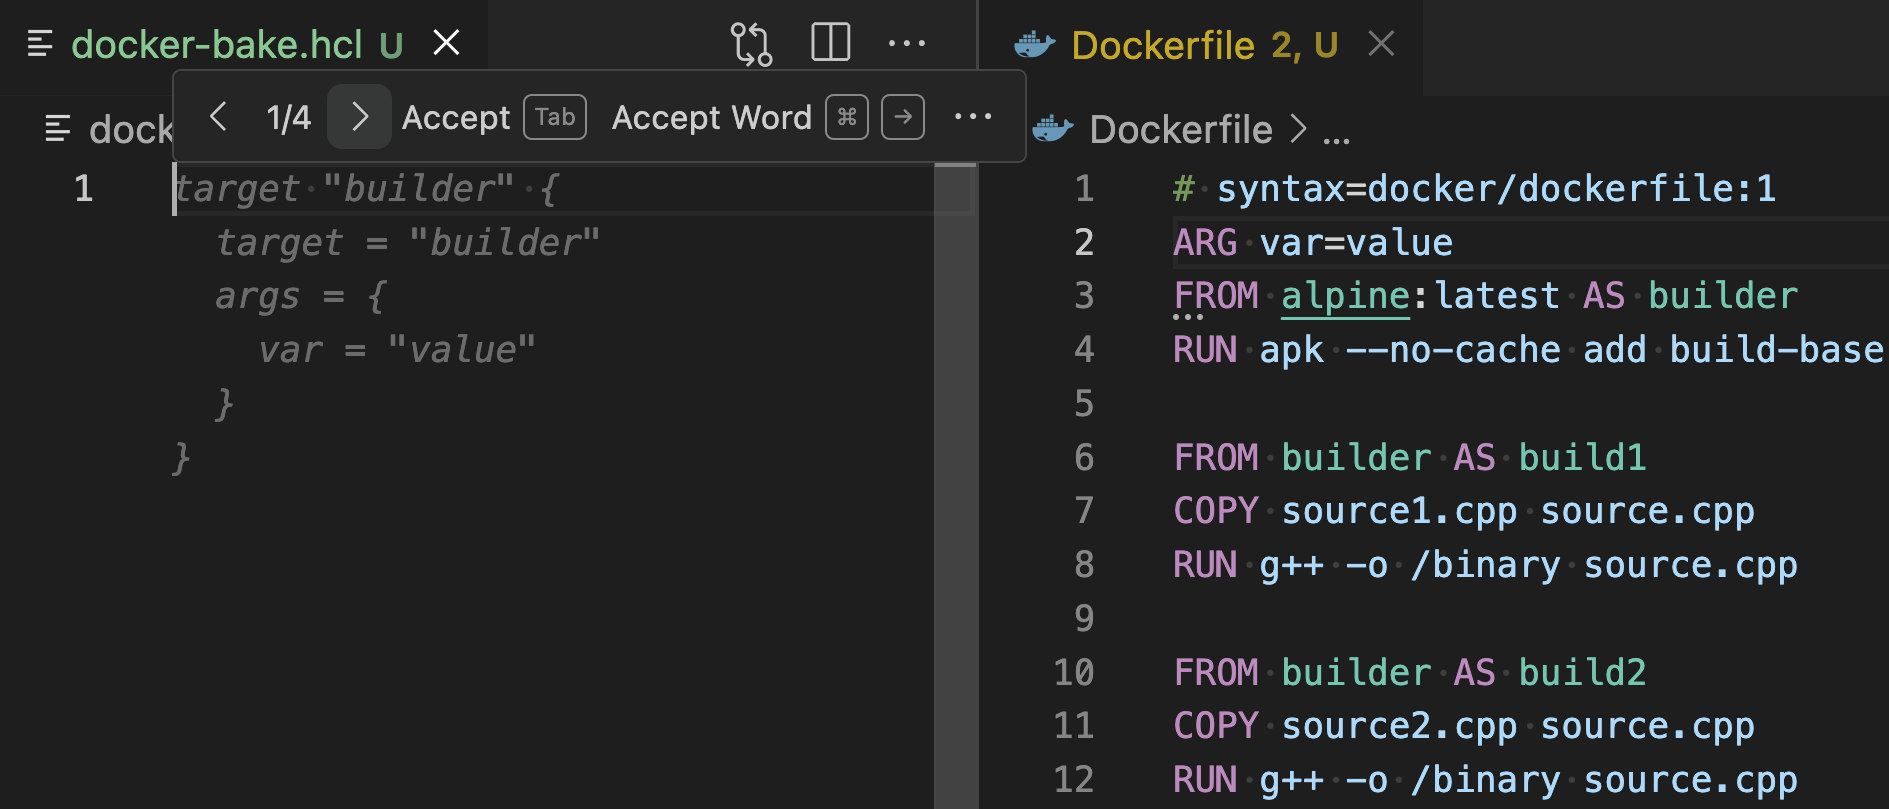 docker-bake.hcl U
1/4 Accept Tab Accept Word ⌘ →
dock
1 target "builder" {
target = "builder"
args = {
var = "value"
}
}
Dockerfile 2, U
Dockerfile > ...
1 # syntax=docker/dockerfile:1
2 ARG var=value
3 FROM alpine:latest AS builder
4 RUN apk --no-cache add build-base
5
6 FROM builder AS build1
7 COPY source1.cpp source.cpp
8 RUN g++ -o /binary source.cpp
9
10 FROM builder AS build2
11 COPY source2.cpp source.cpp
12 RUN g++ -o /binary source.cpp